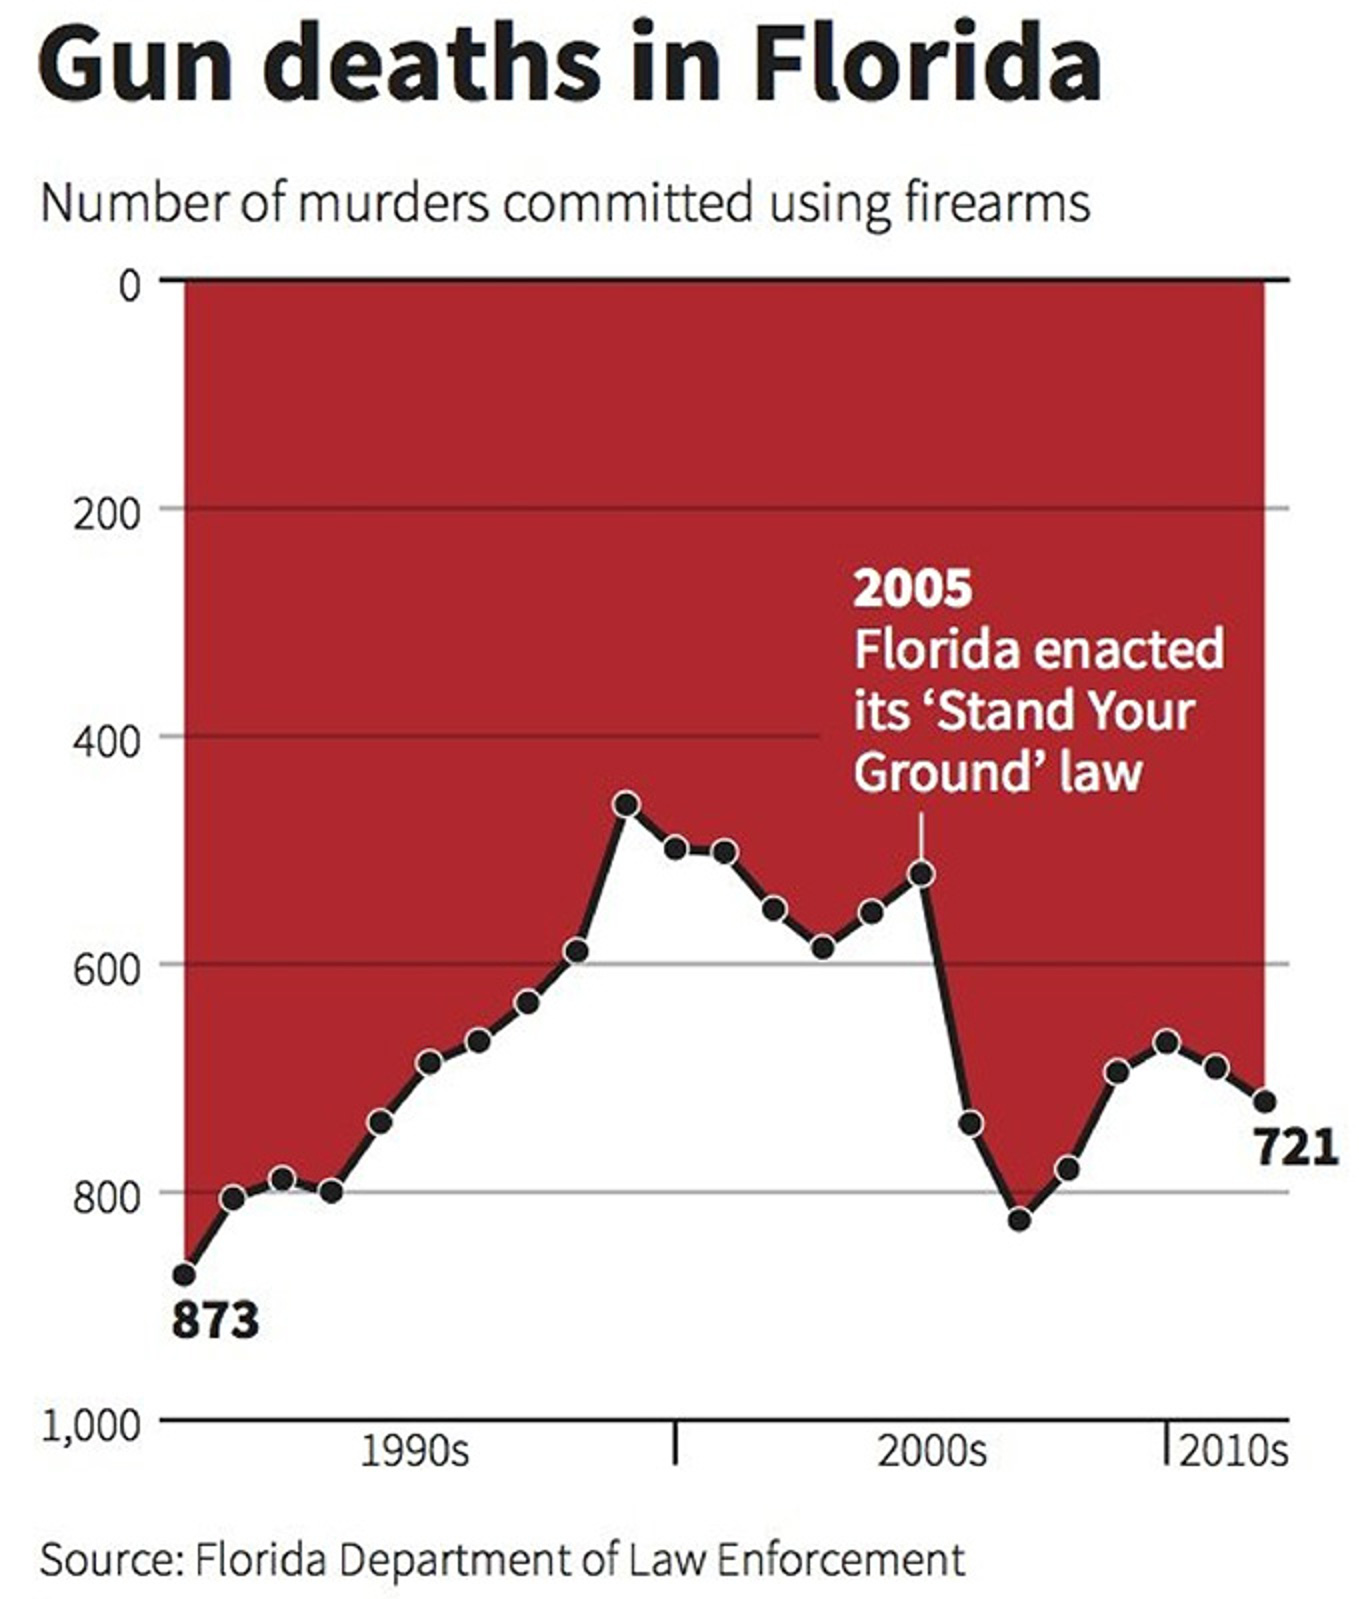 Gun deaths in Florida
Number of murders committed using firearms
0
200
2005
Florida enacted
its ‘Stand Your
400
Ground’ law
600
721
800
873
1,000
1990s 2000s 2010s
Source: Florida Department of Law Enforcement